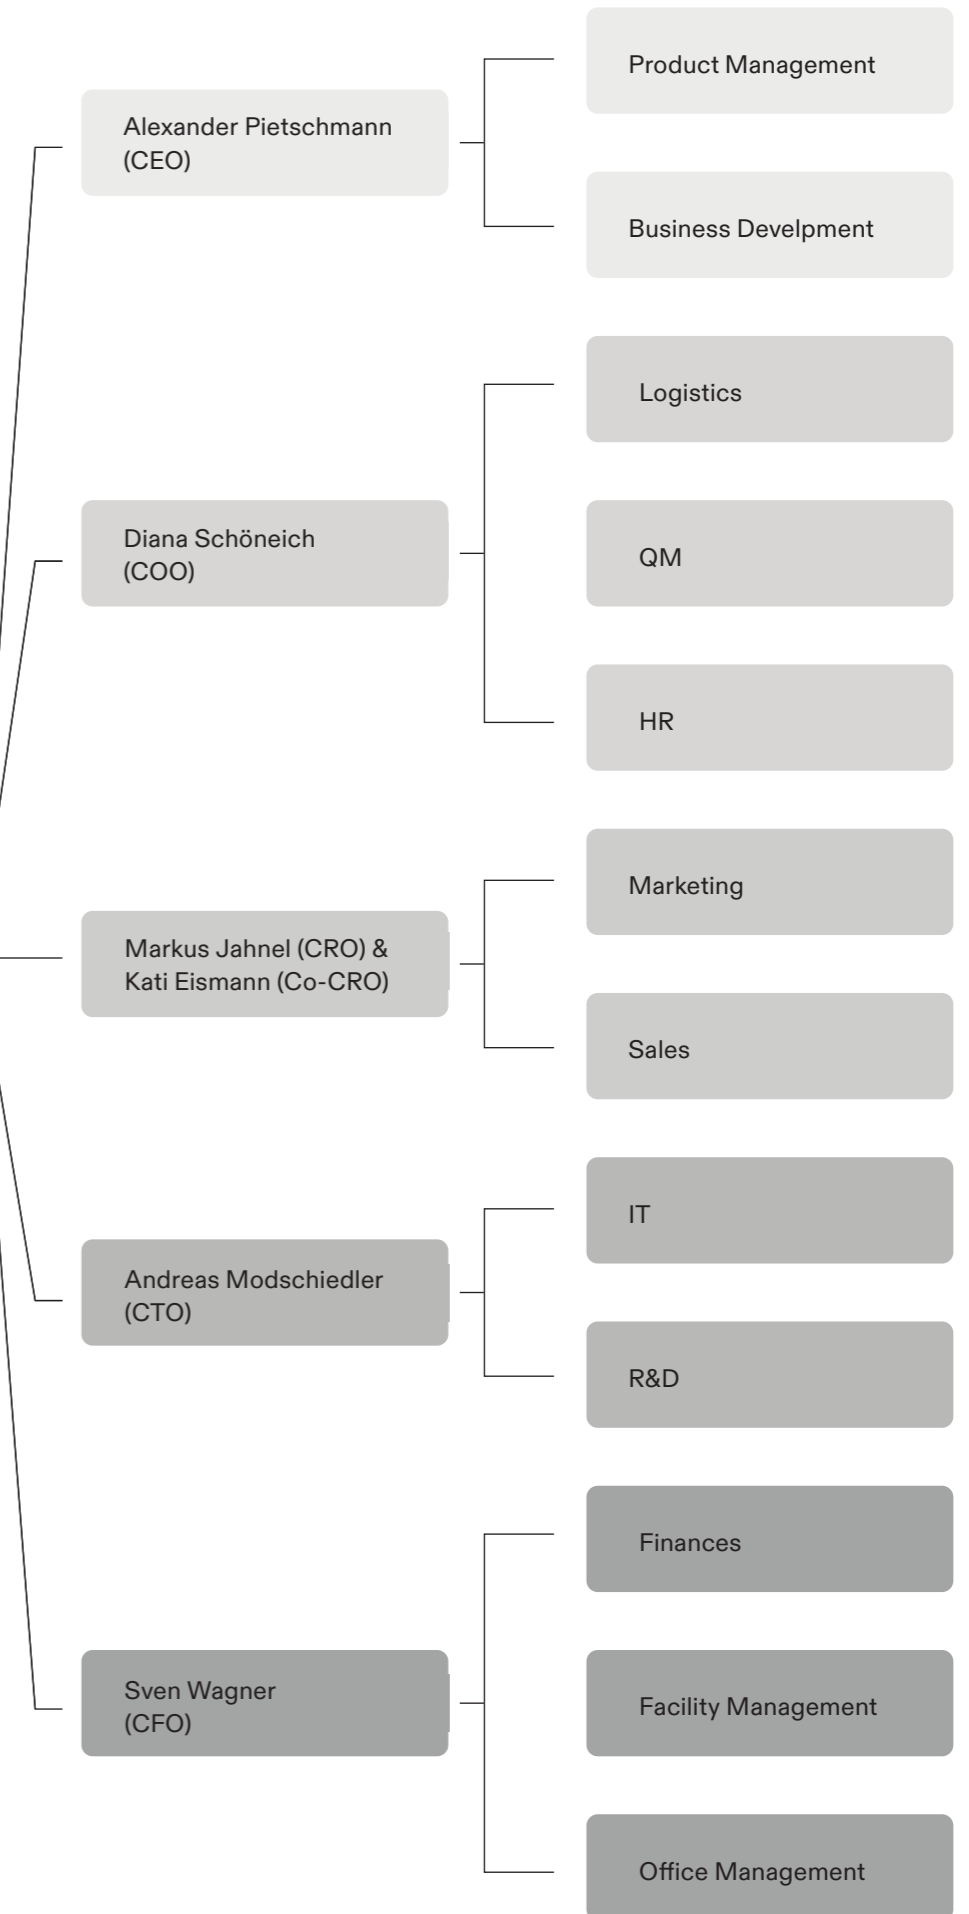 Alexander Pietschmann
(CEO)
Product Management
Business Develpment
Diana Schöneich
(COO)
Logistics
QM
HR
Markus Jahnel (CRO) &
Kati Eismann (Co-CRO)
Marketing
Sales
Andreas Modschiedler
(CTO)
IT
R&D
Sven Wagner
(CFO)
Finances
Facility Management
Office Management